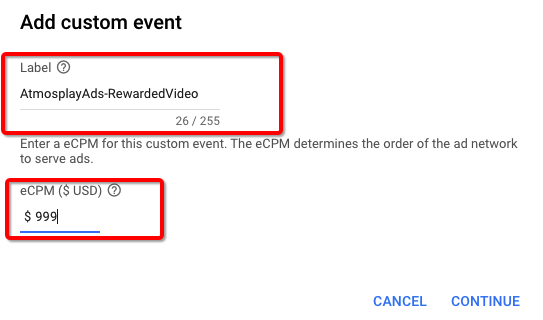 Add custom event
Label
AtmosplayAds-RewardedVideo
26 / 255
Enter a eCPM for this custom event. The eCPM determines the order of the ad network
to serve ads.
eCPM ($ USD)
$ 999
CANCEL CONTINUE